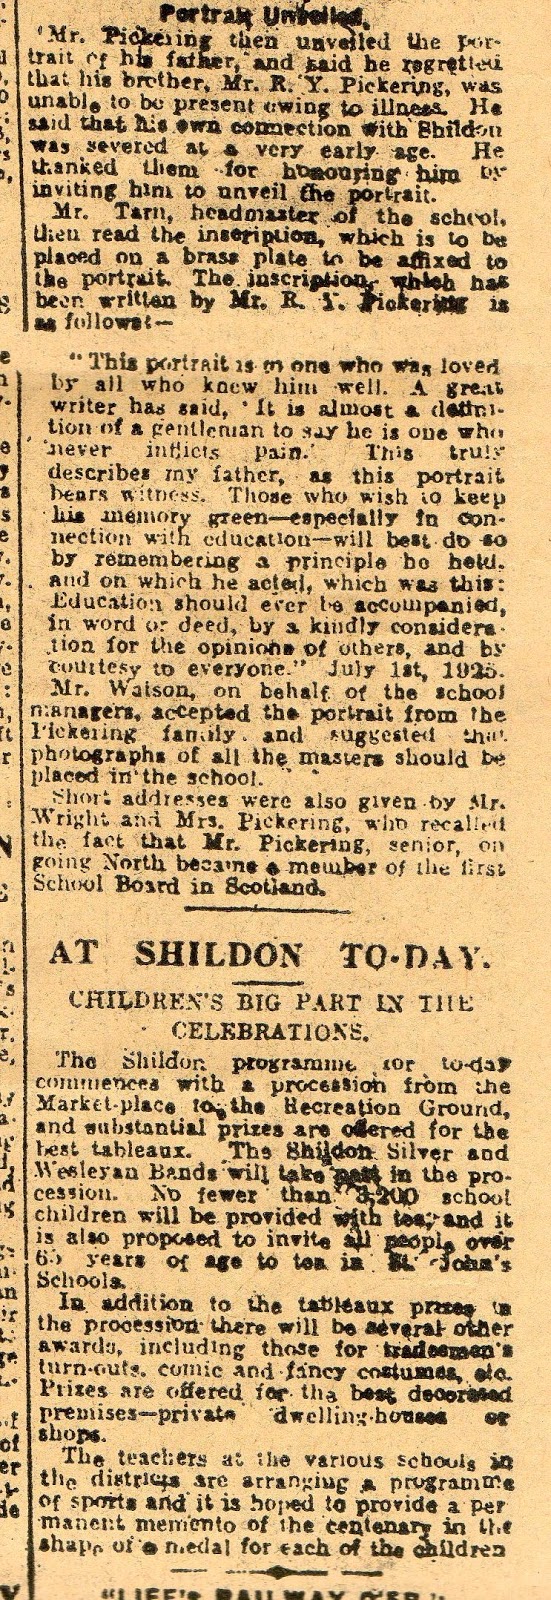 Portrait Unveiled.
Mr. Pickering then unveiled the por-
trait of his father, and said he regretted
that his brother, Mr. R. Y. Pickering, was
unable to be present owing to illness. He
said that his own connection with Shildon
was severed at a very early age. He
thanked them for honouring him by
inviting him to unveil the portrait.
Mr. Tarn, headmaster of the school,
then read the inscription, which is to be
placed on a brass plate to be affixed to
the portrait. The inscription, which has
been written by Mr. R. Y. Pickering is
as follows:—
"This portrait is of one who was loved
by all who knew him well. A great
writer has said, 'It is almost a defini-
tion of a gentleman to say he is one who
never inflicts pain.' This truly
describes my father, as this portrait
bears witness. Those who wish to keep
his memory green—especially in con-
nection with education—will best do so
by remembering a principle he held,
and on which he acted, which was this:
Education should ever be accompanied,
in word or deed, by a kindly considera-
tion for the opinions of others, and by
courtesy to everyone." July 1st, 1925.
Mr. Watson, on behalf of the school
managers, accepted the portrait from the
Pickering family and suggested that
photographs of all the masters should be
placed in the school.
Short addresses were also given by Mr.
Wright and Mrs. Pickering, who recalled
the fact that Mr. Pickering, senior, on
going North became a member of the first
School Board in Scotland.
AT SHILDON TO-DAY.
CHILDREN'S BIG PART IN THE
CELEBRATIONS.
The Shildon programme for to-day
commences with a procession from the
Market-place to the Recreation Ground,
and substantial prizes are offered for the
best tableaux. The Shildon Silver and
Wesleyan Bands will take part in the pro-
cession. No fewer than 3,200 school
children will be provided with tea, and it
is also proposed to invite all people over
65 years of age to tea in St. John's
Schools.
In addition to the tableaux prizes in
the procession there will be several other
awards, including those for tradesmen's
turn-outs, comic and fancy costumes, etc.
Prizes are offered for the best decorated
premises—private dwelling-houses or
shops.
The teachers at the various schools in
the districts are arranging a programme
of sports and it is hoped to provide a per
manent memento of the centenary in the
shape of a medal for each of the children
"LIFE'S RAILWAY